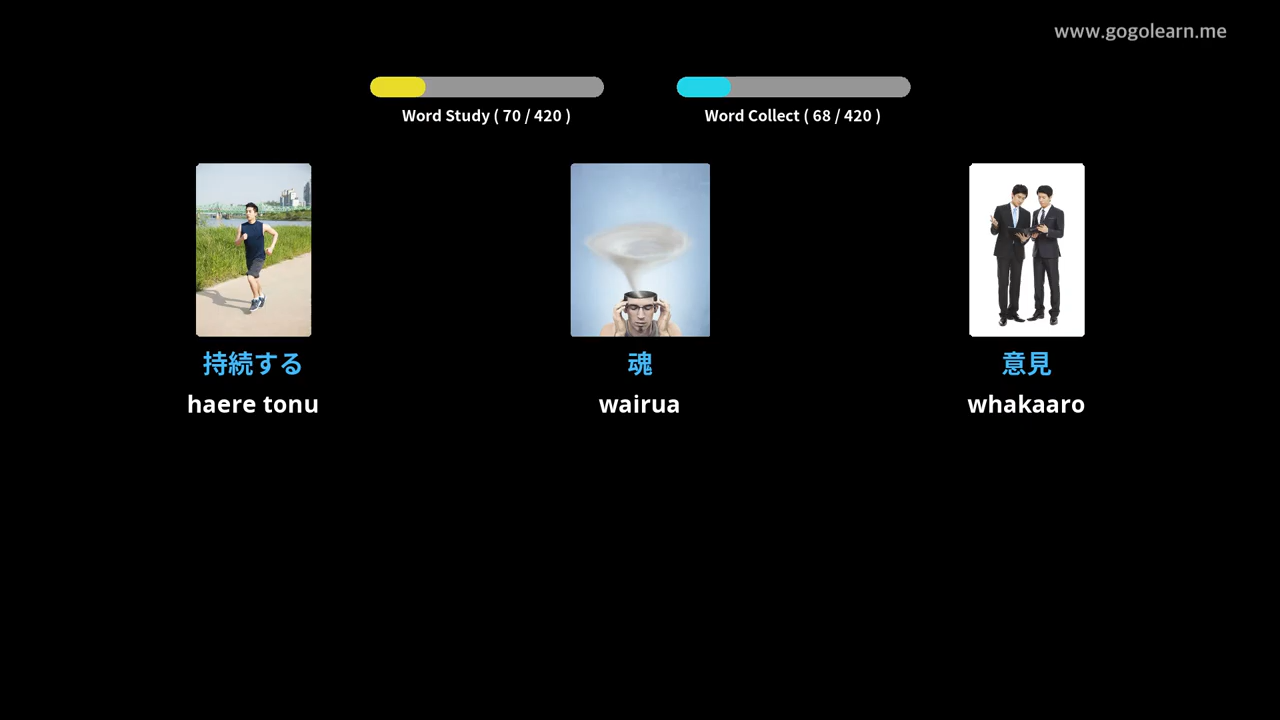 www.gogolearn.me
Word Study ( 70 / 420 )
Word Collect ( 68 / 420 )
持続する
haere tonu
魂
wairua
意見
whakaaro